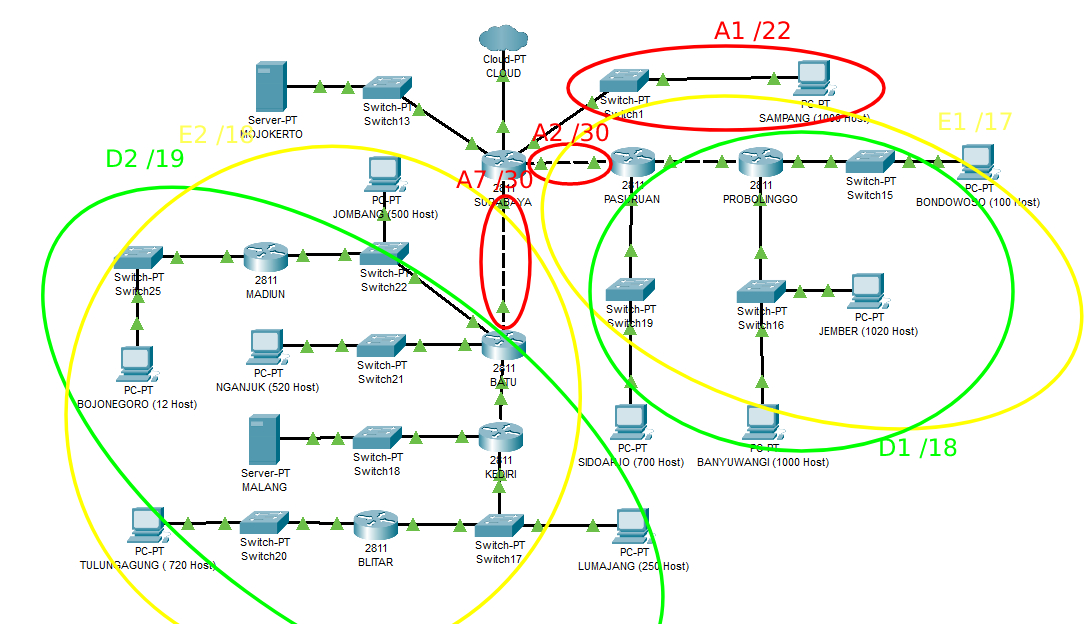 A1 /22
Cloud-PT
CLOUD
Server-PT
MOJOKERTO
Switch-PT
Switch13
Switch-PT
Switch1
PC-PT
SAMPANG (1000 Host)
E2 /18
A2 /30
E1 /17
D2 /19
A7 /30
2811
SURABAYA
2811
PASURUAN
2811
PROBOLINGGO
Switch-PT
Switch15
PC-PT
BONDOWOSO (100 Host)
PC-PT
JOMBANG (500 Host)
Switch-PT
Switch25
2811
MADIUN
Switch-PT
Switch22
Switch-PT
Switch19
Switch-PT
Switch16
PC-PT
JEMBER (1020 Host)
PC-PT
BOJONEGORO (12 Host)
PC-PT
NGANJUK (520 Host)
Switch-PT
Switch21
2811
BATU
Server-PT
MALANG
Switch-PT
Switch18
2811
KEDIRI
PC-PT
SIDOARJO (700 Host)
PC-PT
BANYUWANGI (1000 Host)
D1 /18
PC-PT
TULUNGAGUNG ( 720 Host)
Switch-PT
Switch20
2811
BLITAR
Switch-PT
Switch17
PC-PT
LUMAJANG (250 Host)